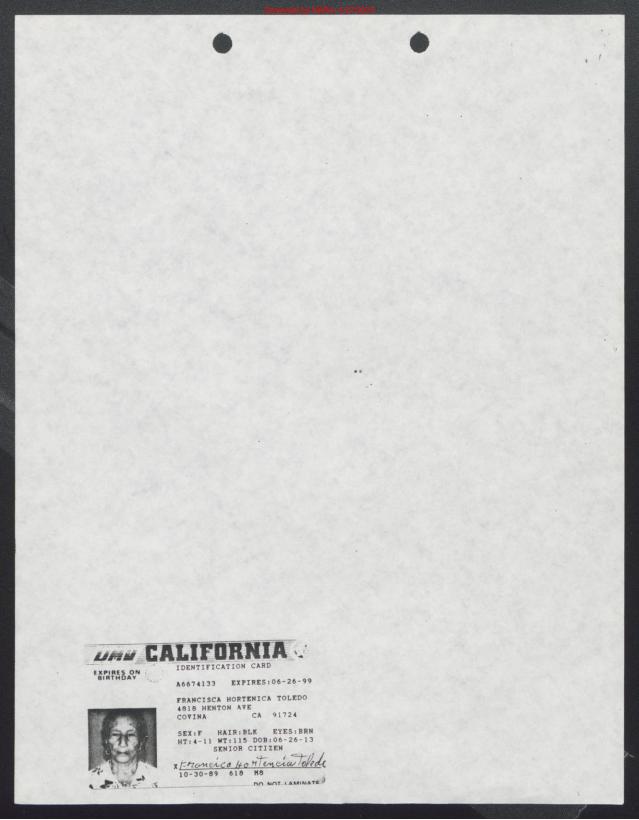 DMV CALIFORNIA
IDENTIFICATION CARD
EXPIRES ON
BIRTHDAY
A6674133 EXPIRES:06-26-99
FRANCISCA HORTENICA TOLEDO
4818 HENTON AVE
COVINA CA 91724
SEX:F HAIR:BLK EYES:BRN
HT:4-11 WT:115 DOB:06-26-13
SENIOR CITIZEN
X Francisca Hortencia Toledo
10-30-89 618 M8
DO NOT LAMINATE